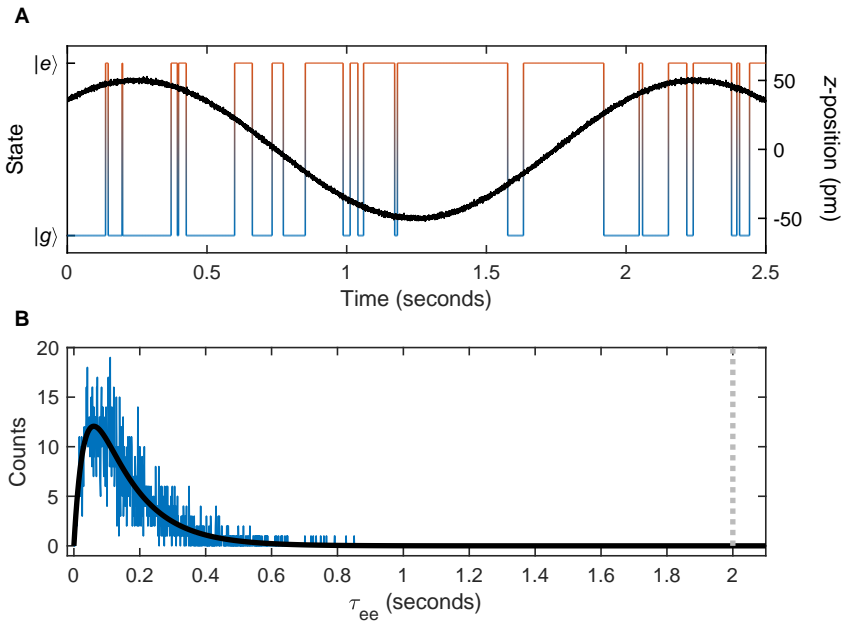 A
|e⟩
|g⟩
State
50
0
-50
z-position (pm)
0 0.5 1 1.5 2 2.5
Time (seconds)
B
20
15
10
5
0
Counts
0 0.2 0.4 0.6 0.8 1 1.2 1.4 1.6 1.8 2
τee (seconds)